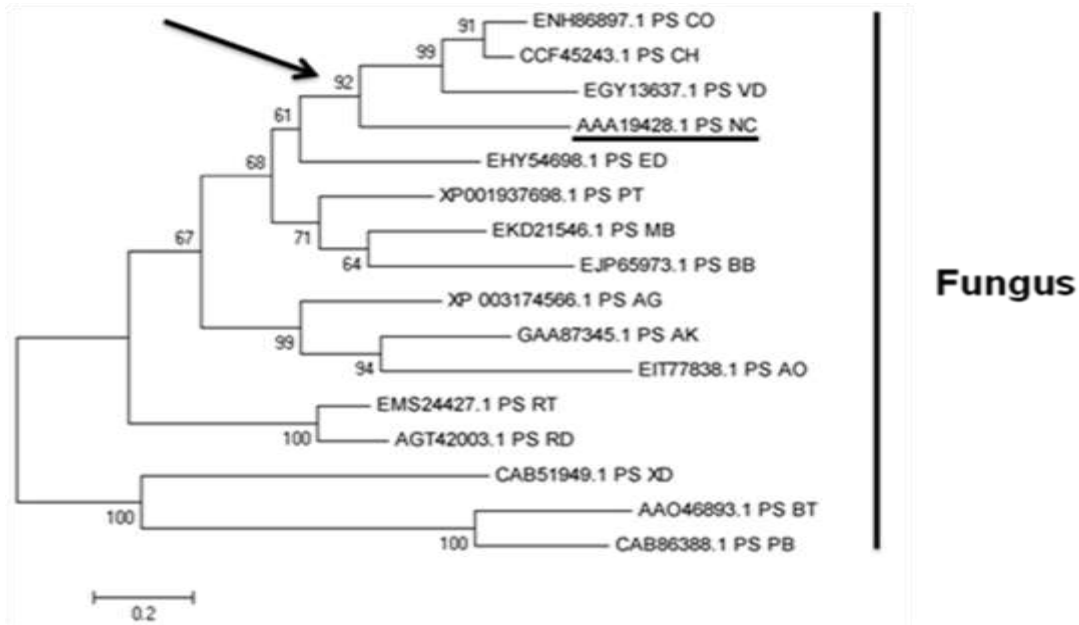 91
ENH86897.1 PS CO
99
CCF45243.1 PS CH
92
EGY13637.1 PS VD
61
AAA19428.1 PS NC
68
EHY54698.1 PS ED
XP001937698.1 PS PT
71
EKD21546.1 PS MB
67
64
EJP65973.1 PS BB
Fungus
XP 003174566.1 PS AG
99
GAA87345.1 PS AK
94
EIT77838.1 PS AO
EMS24427.1 PS RT
100
AGT42003.1 PS RD
CAB51949.1 PS XD
100
AAO46893.1 PS BT
100
CAB86388.1 PS PB
0.2